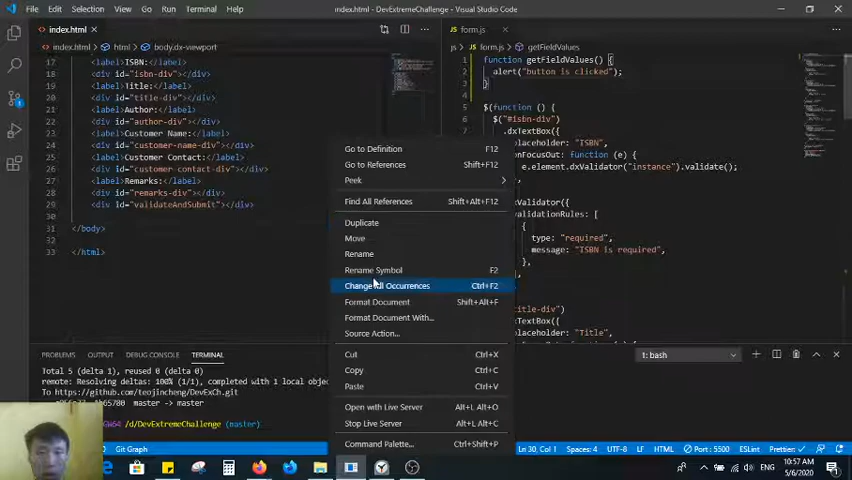 File Edit Selection View Go Run Terminal Help
index.html - DevExtremeChallenge - Visual Studio Code
index.html
index.html > html > body.dx-viewport
17 <label>ISBN:</label>
18 <div id="isbn-div"></div>
19 <label>Title:</label>
20 <div id="title-div"></div>
21 <label>Author:</label>
22 <div id="author-div"></div>
23 <label>Customer Name:</label>
24 <div id="customer-name-div"></div>
25 <label>Customer Contact:</label>
26 <div id="customer contact-div"></div>
27 <label>Remarks:</label>
28 <div id="remarks-div"></div>
29 <div id="validateAndSubmit"></div>
30
31 </body>
32
33 </html>
form.js
js > form.js > getFieldValues
1 function getFieldValues() {
2 alert("button is clicked");
3 }
4
5 $(function () {
6 $("#isbn-div")
.dxTextBox({
placeholder: "ISBN",
onFocusOut: function (e) {
e.element.dxValidator("instance").validate();
validationRules: [
{
type: "required",
message: "ISBN is required",
},
placeholder: "Title",
Go to Definition F12
Go to References Shift+F12
Peek
Find All References Shift+Alt+F12
Duplicate
Move
Rename
Rename Symbol F2
Change All Occurrences Ctrl+F2
Format Document Shift+Alt+F
Format Document With...
Source Action...
Cut Ctrl+X
Copy Ctrl+C
Paste Ctrl+V
Open with Live Server Alt+L Alt+O
Stop Live Server Alt+L Alt+C
Command Palette... Ctrl+Shift+P
PROBLEMS OUTPUT DEBUG CONSOLE TERMINAL
1: bash
Total 5 (delta 1), reused 0 (delta 0)
remote: Resolving deltas: 100% (1/1), completed with 1 local obje
To https://github.com/teojincheng/DevExCh.git
master -> master
/d/DevExtremeChallenge (master)
Git Graph
Ln 30, Col 1 Spaces: 4 UTF-8 LF HTML Port : 5500 ESLint Prettier:
ENG
10:57 AM
5/6/2020